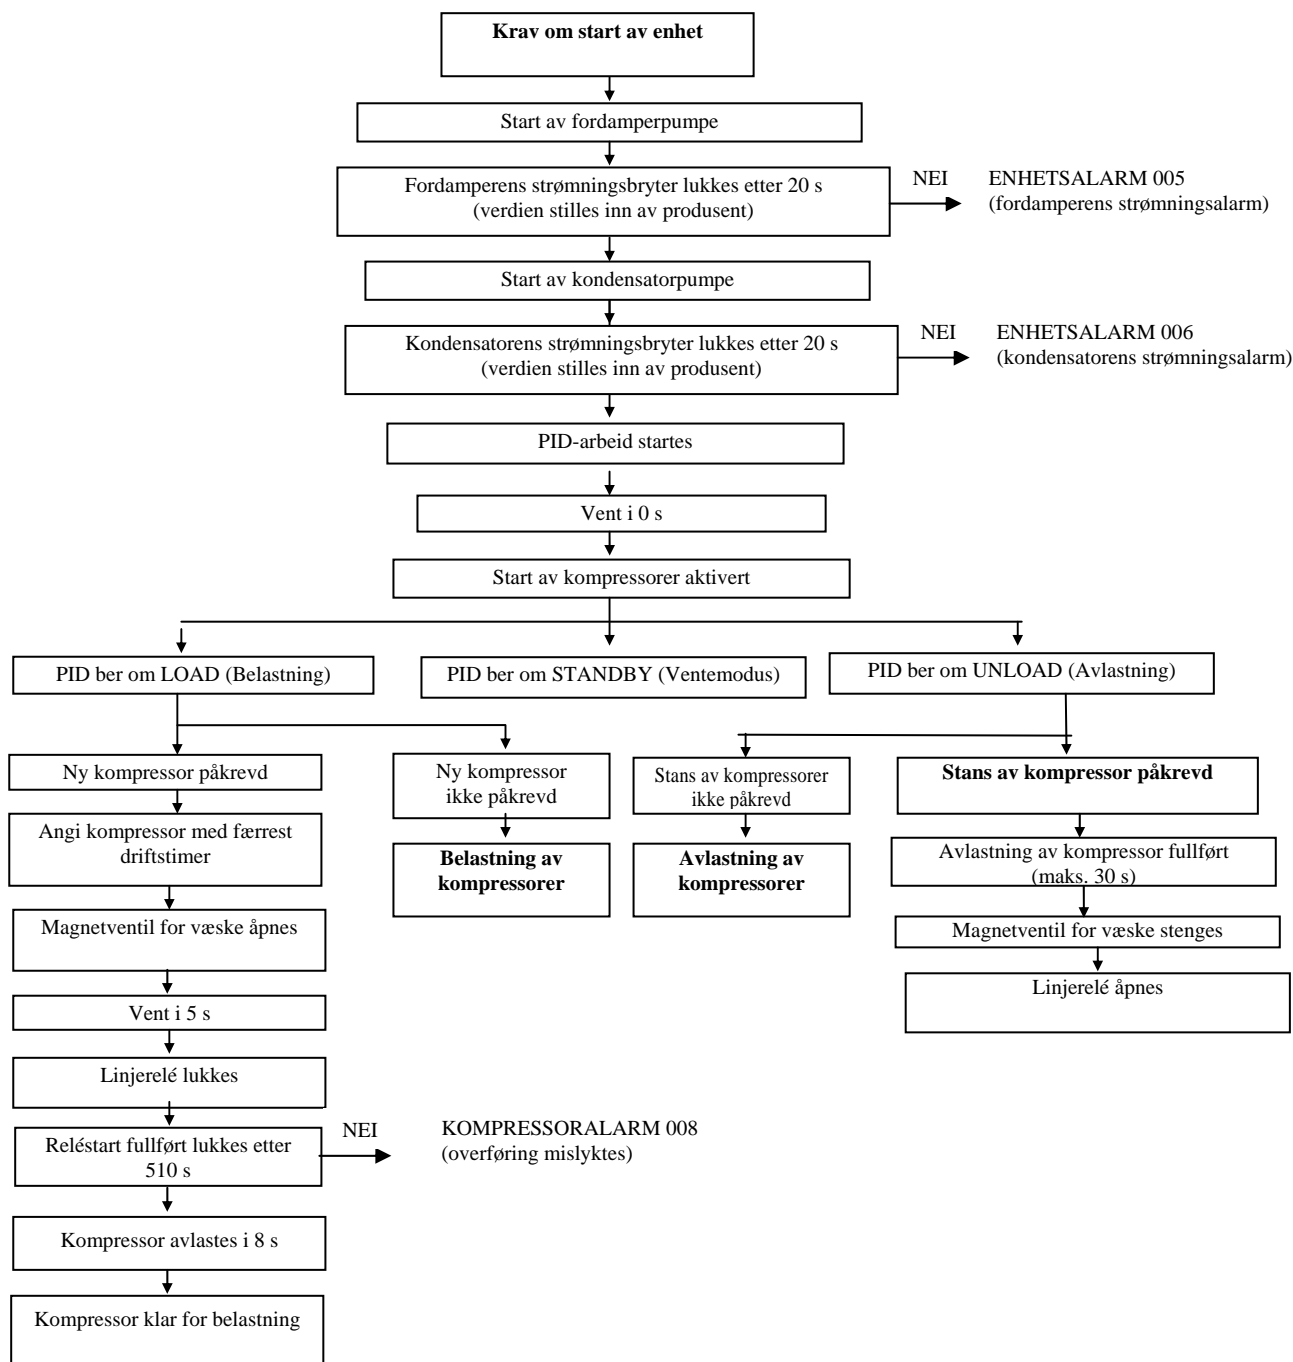 Krav om start av enhet
Start av fordamperpumpe
Fordamperens strømningsbryter lukkes etter 20 s
(verdien stilles inn av produsent)
NEI
ENHETSALARM 005
(fordamperens strømningsalarm)
Start av kondensatorpumpe
Kondensatorens strømningsbryter lukkes etter 20 s
(verdien stilles inn av produsent)
NEI
ENHETSALARM 006
(kondensatorens strømningsalarm)
PID-arbeid startes
Vent i 0 s
Start av kompressorer aktivert
PID ber om LOAD (Belastning)
PID ber om STANDBY (Ventemodus)
PID ber om UNLOAD (Avlastning)
Ny kompressor påkrevd
Ny kompressor
ikke påkrevd
Stans av kompressorer
ikke påkrevd
Stans av kompressor påkrevd
Angi kompressor med færrest
driftstimer
Belastning av
kompressorer
Avlastning av
kompressorer
Avlastning av kompressor fullført
(maks. 30 s)
Magnetventil for væske åpnes
Magnetventil for væske stenges
Vent i 5 s
Linjerelé åpnes
Linjerelé lukkes
Reléstart fullført lukkes etter
510 s
NEI
KOMPRESSORALARM 008
(overføring mislyktes)
Kompressor avlastes i 8 s
Kompressor klar for belastning